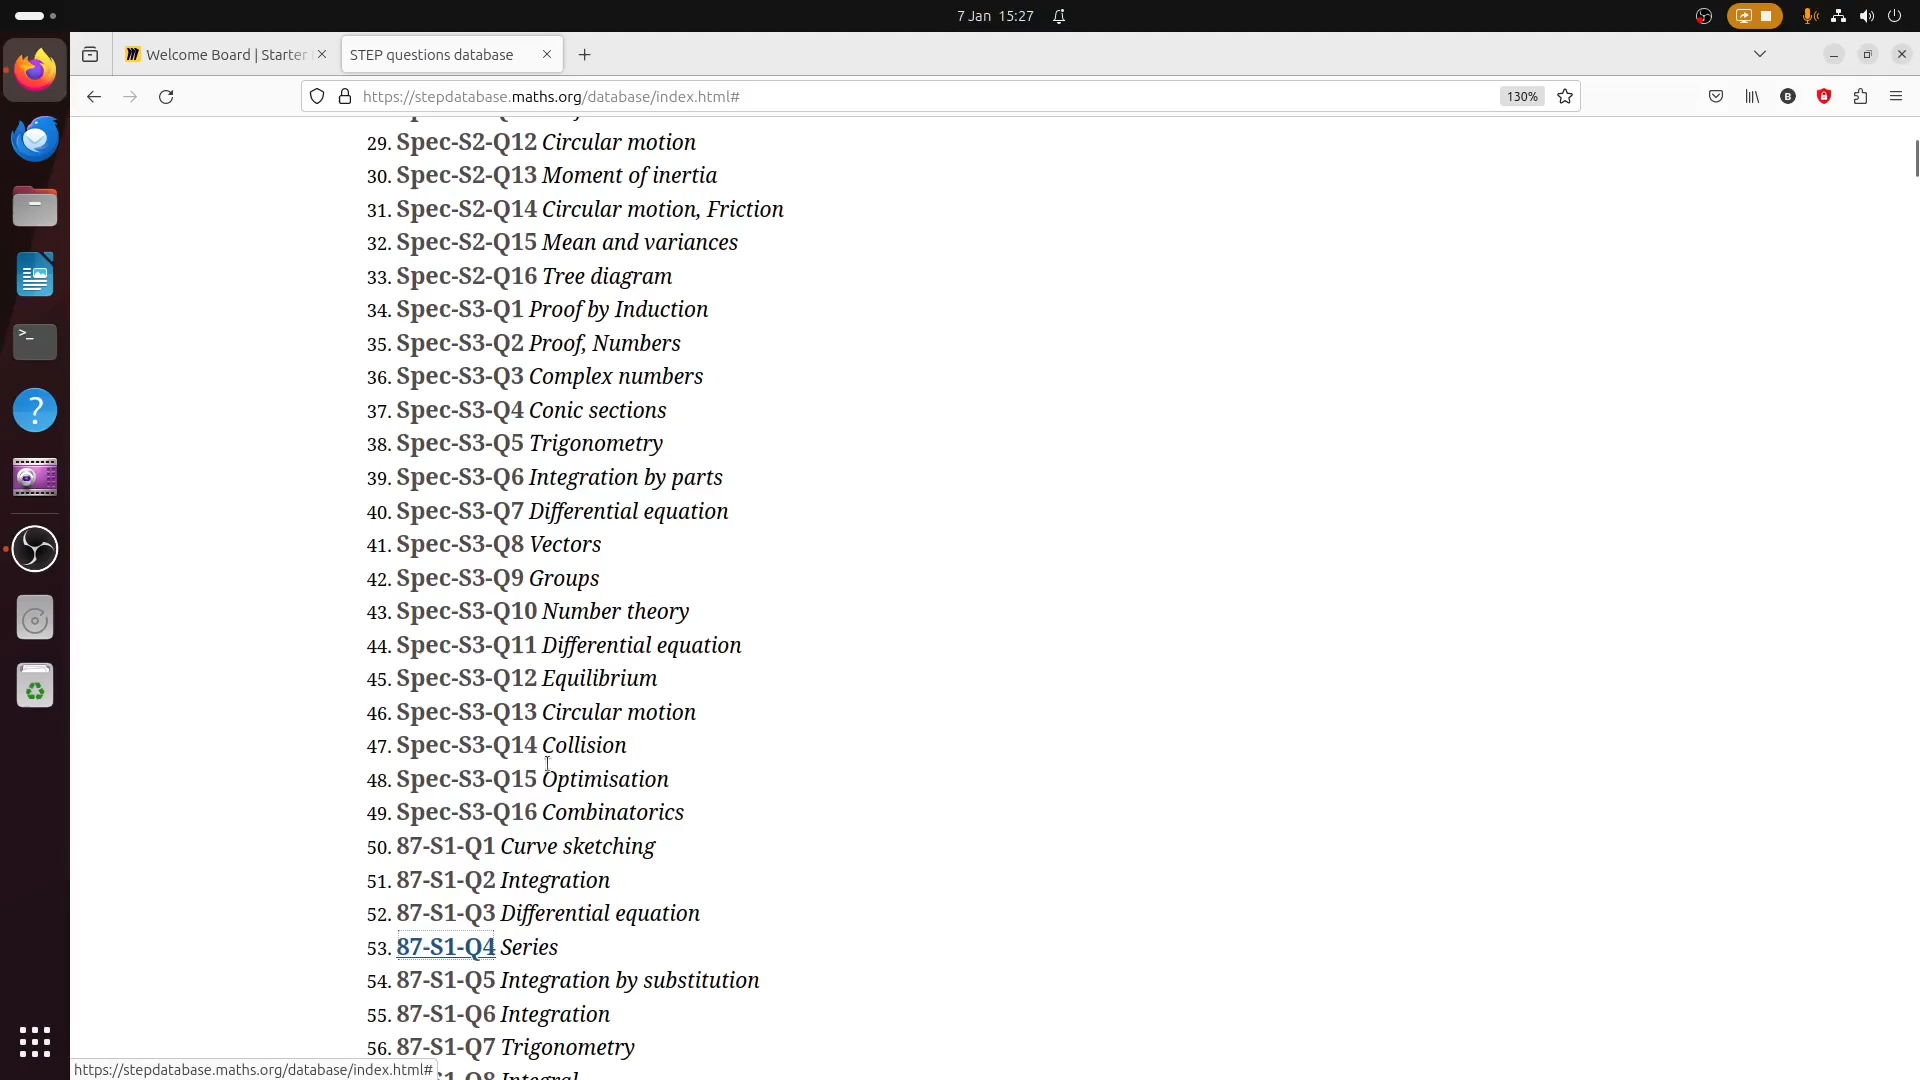 7 Jan 15:27
Welcome Board | Starter
STEP questions database
https://stepdatabase.maths.org/database/index.html#
130%
29. Spec-S2-Q12 Circular motion
30. Spec-S2-Q13 Moment of inertia
31. Spec-S2-Q14 Circular motion, Friction
32. Spec-S2-Q15 Mean and variances
33. Spec-S2-Q16 Tree diagram
34. Spec-S3-Q1 Proof by Induction
35. Spec-S3-Q2 Proof, Numbers
36. Spec-S3-Q3 Complex numbers
37. Spec-S3-Q4 Conic sections
38. Spec-S3-Q5 Trigonometry
39. Spec-S3-Q6 Integration by parts
40. Spec-S3-Q7 Differential equation
41. Spec-S3-Q8 Vectors
42. Spec-S3-Q9 Groups
43. Spec-S3-Q10 Number theory
44. Spec-S3-Q11 Differential equation
45. Spec-S3-Q12 Equilibrium
46. Spec-S3-Q13 Circular motion
47. Spec-S3-Q14 Collision
48. Spec-S3-Q15 Optimisation
49. Spec-S3-Q16 Combinatorics
50. 87-S1-Q1 Curve sketching
51. 87-S1-Q2 Integration
52. 87-S1-Q3 Differential equation
53. 87-S1-Q4 Series
54. 87-S1-Q5 Integration by substitution
55. 87-S1-Q6 Integration
56. 87-S1-Q7 Trigonometry
https://stepdatabase.maths.org/database/index.html#
Integral